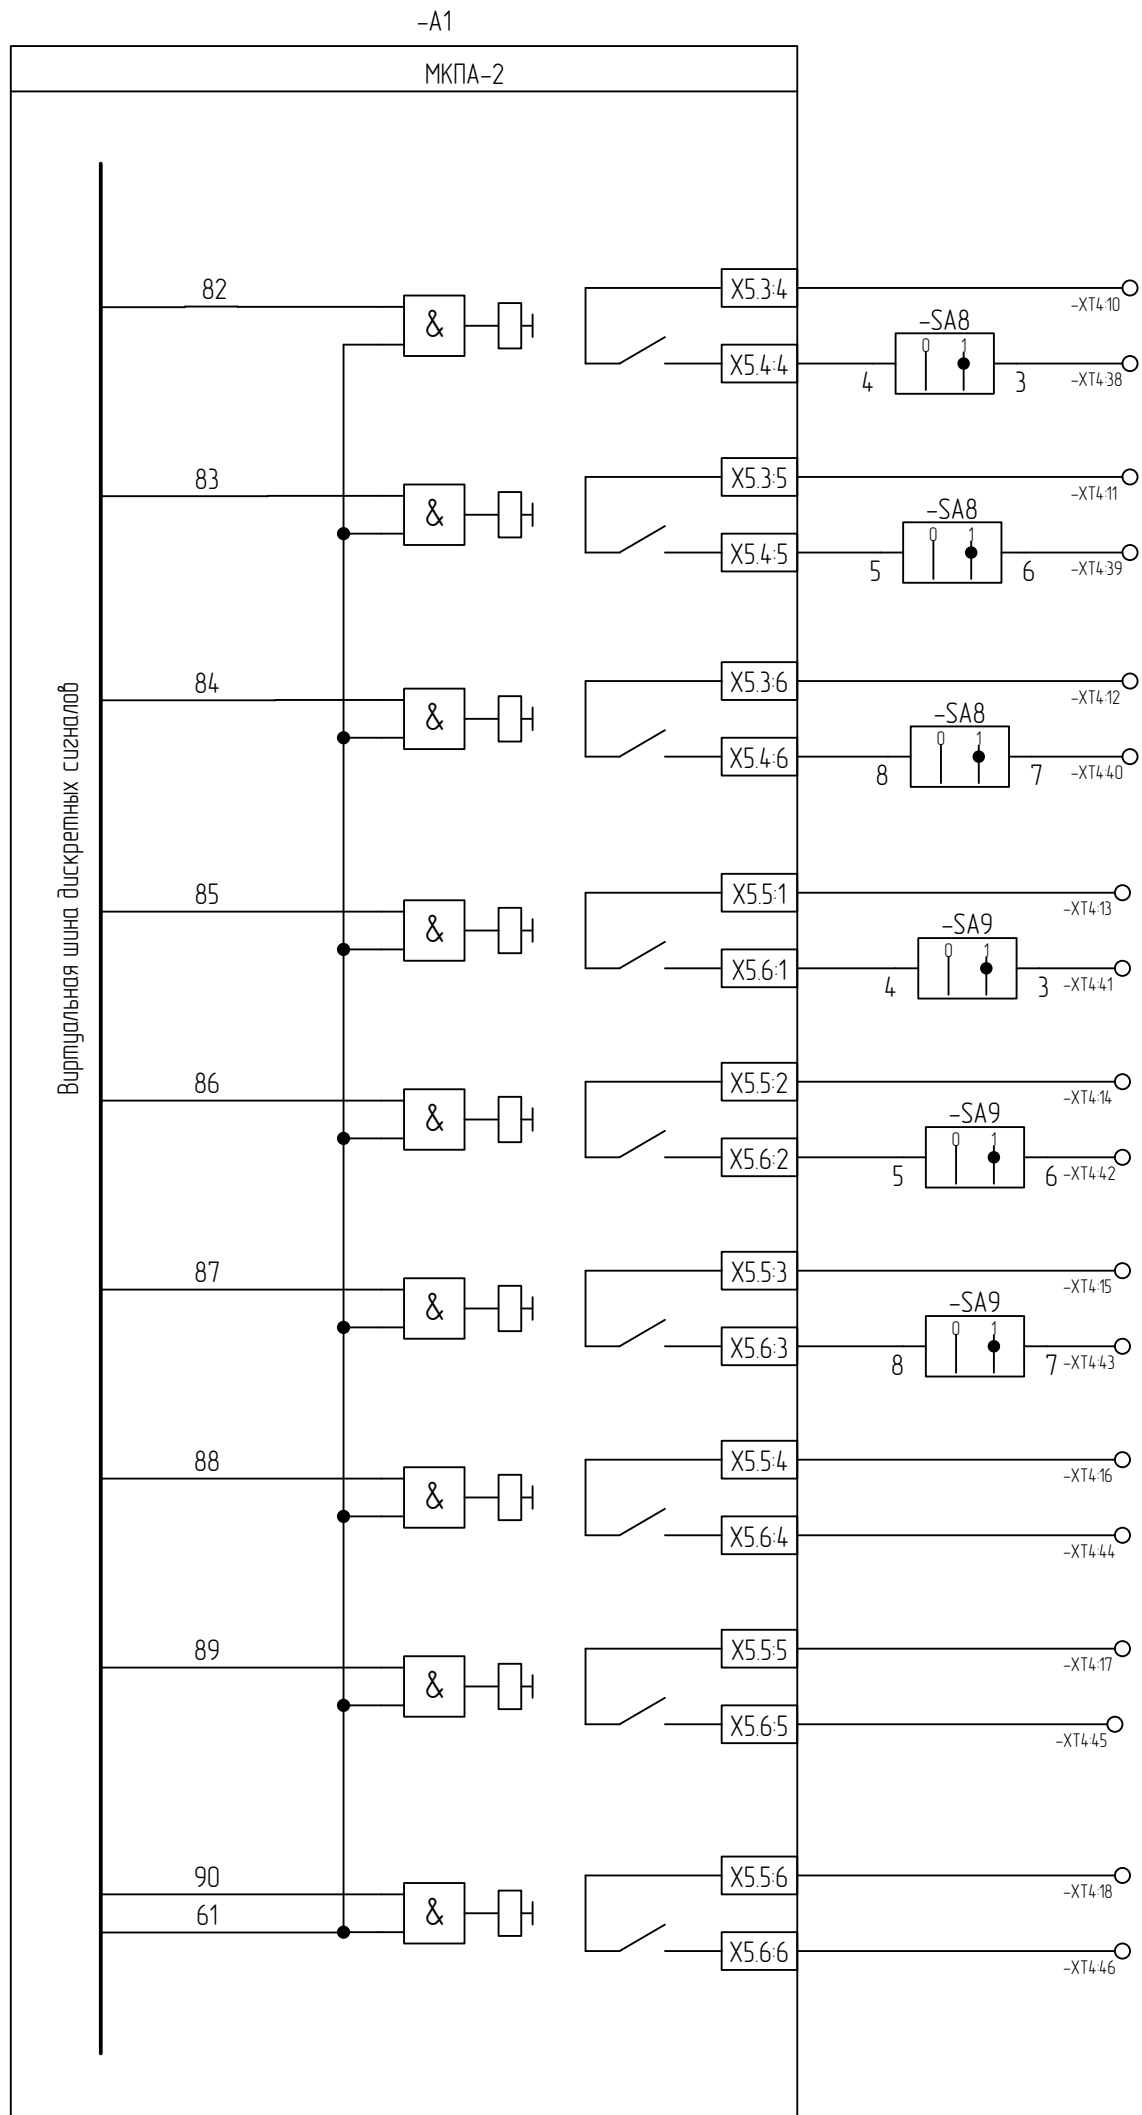 -A1
МКПА-2
Виртуальная шина дискретных сигналов
82
&
X5.3:4
-XT4:10
-SA8
0 1
X5.4:4
4
3
-XT4:38
83
&
X5.3:5
-XT4:11
-SA8
0 1
X5.4:5
5
6
-XT4:39
84
&
X5.3:6
-XT4:12
-SA8
0 1
X5.4:6
8
7
-XT4:40
85
&
X5.5:1
-XT4:13
-SA9
0 1
X5.6:1
4
3
-XT4:41
86
&
X5.5:2
-XT4:14
-SA9
0 1
X5.6:2
5
6
-XT4:42
87
&
X5.5:3
-XT4:15
-SA9
0 1
X5.6:3
8
7
-XT4:43
88
&
X5.5:4
-XT4:16
X5.6:4
-XT4:44
89
&
X5.5:5
-XT4:17
X5.6:5
-XT4:45
90
61
&
X5.5:6
-XT4:18
X5.6:6
-XT4:46